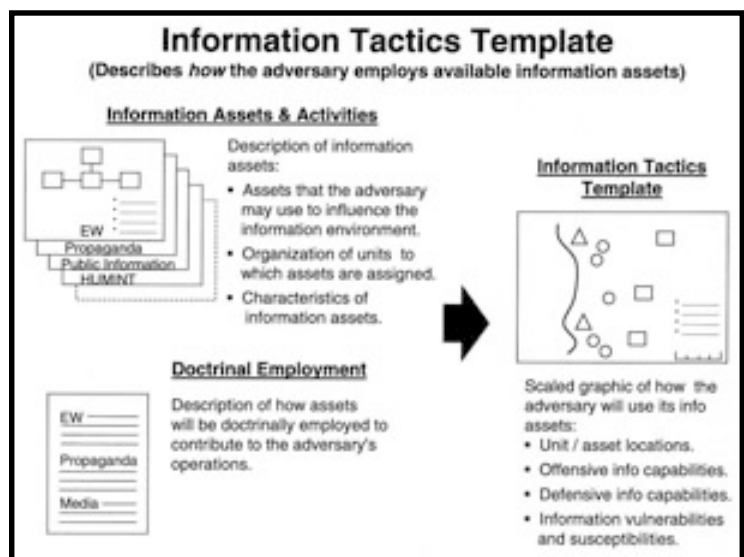 Information Tactics Template
(Describes how the adversary employs available information assets)
Information Assets & Activities
EW
Propaganda
Public Information
HUMINT
Description of information
assets:
• Assets that the adversary
may use to influence the
information environment.
• Organization of units to
which assets are assigned.
• Characteristics of
information assets.
Doctrinal Employment
EW
Propaganda
Media
Description of how assets
will be doctrinally employed to
contribute to the adversary's
operations.
Information Tactics
Template
Scaled graphic of how the
adversary will use its info
assets:
• Unit / asset locations.
• Offensive info capabilities.
• Defensive info capabilities.
• Information vulnerabilities
and susceptibilities.